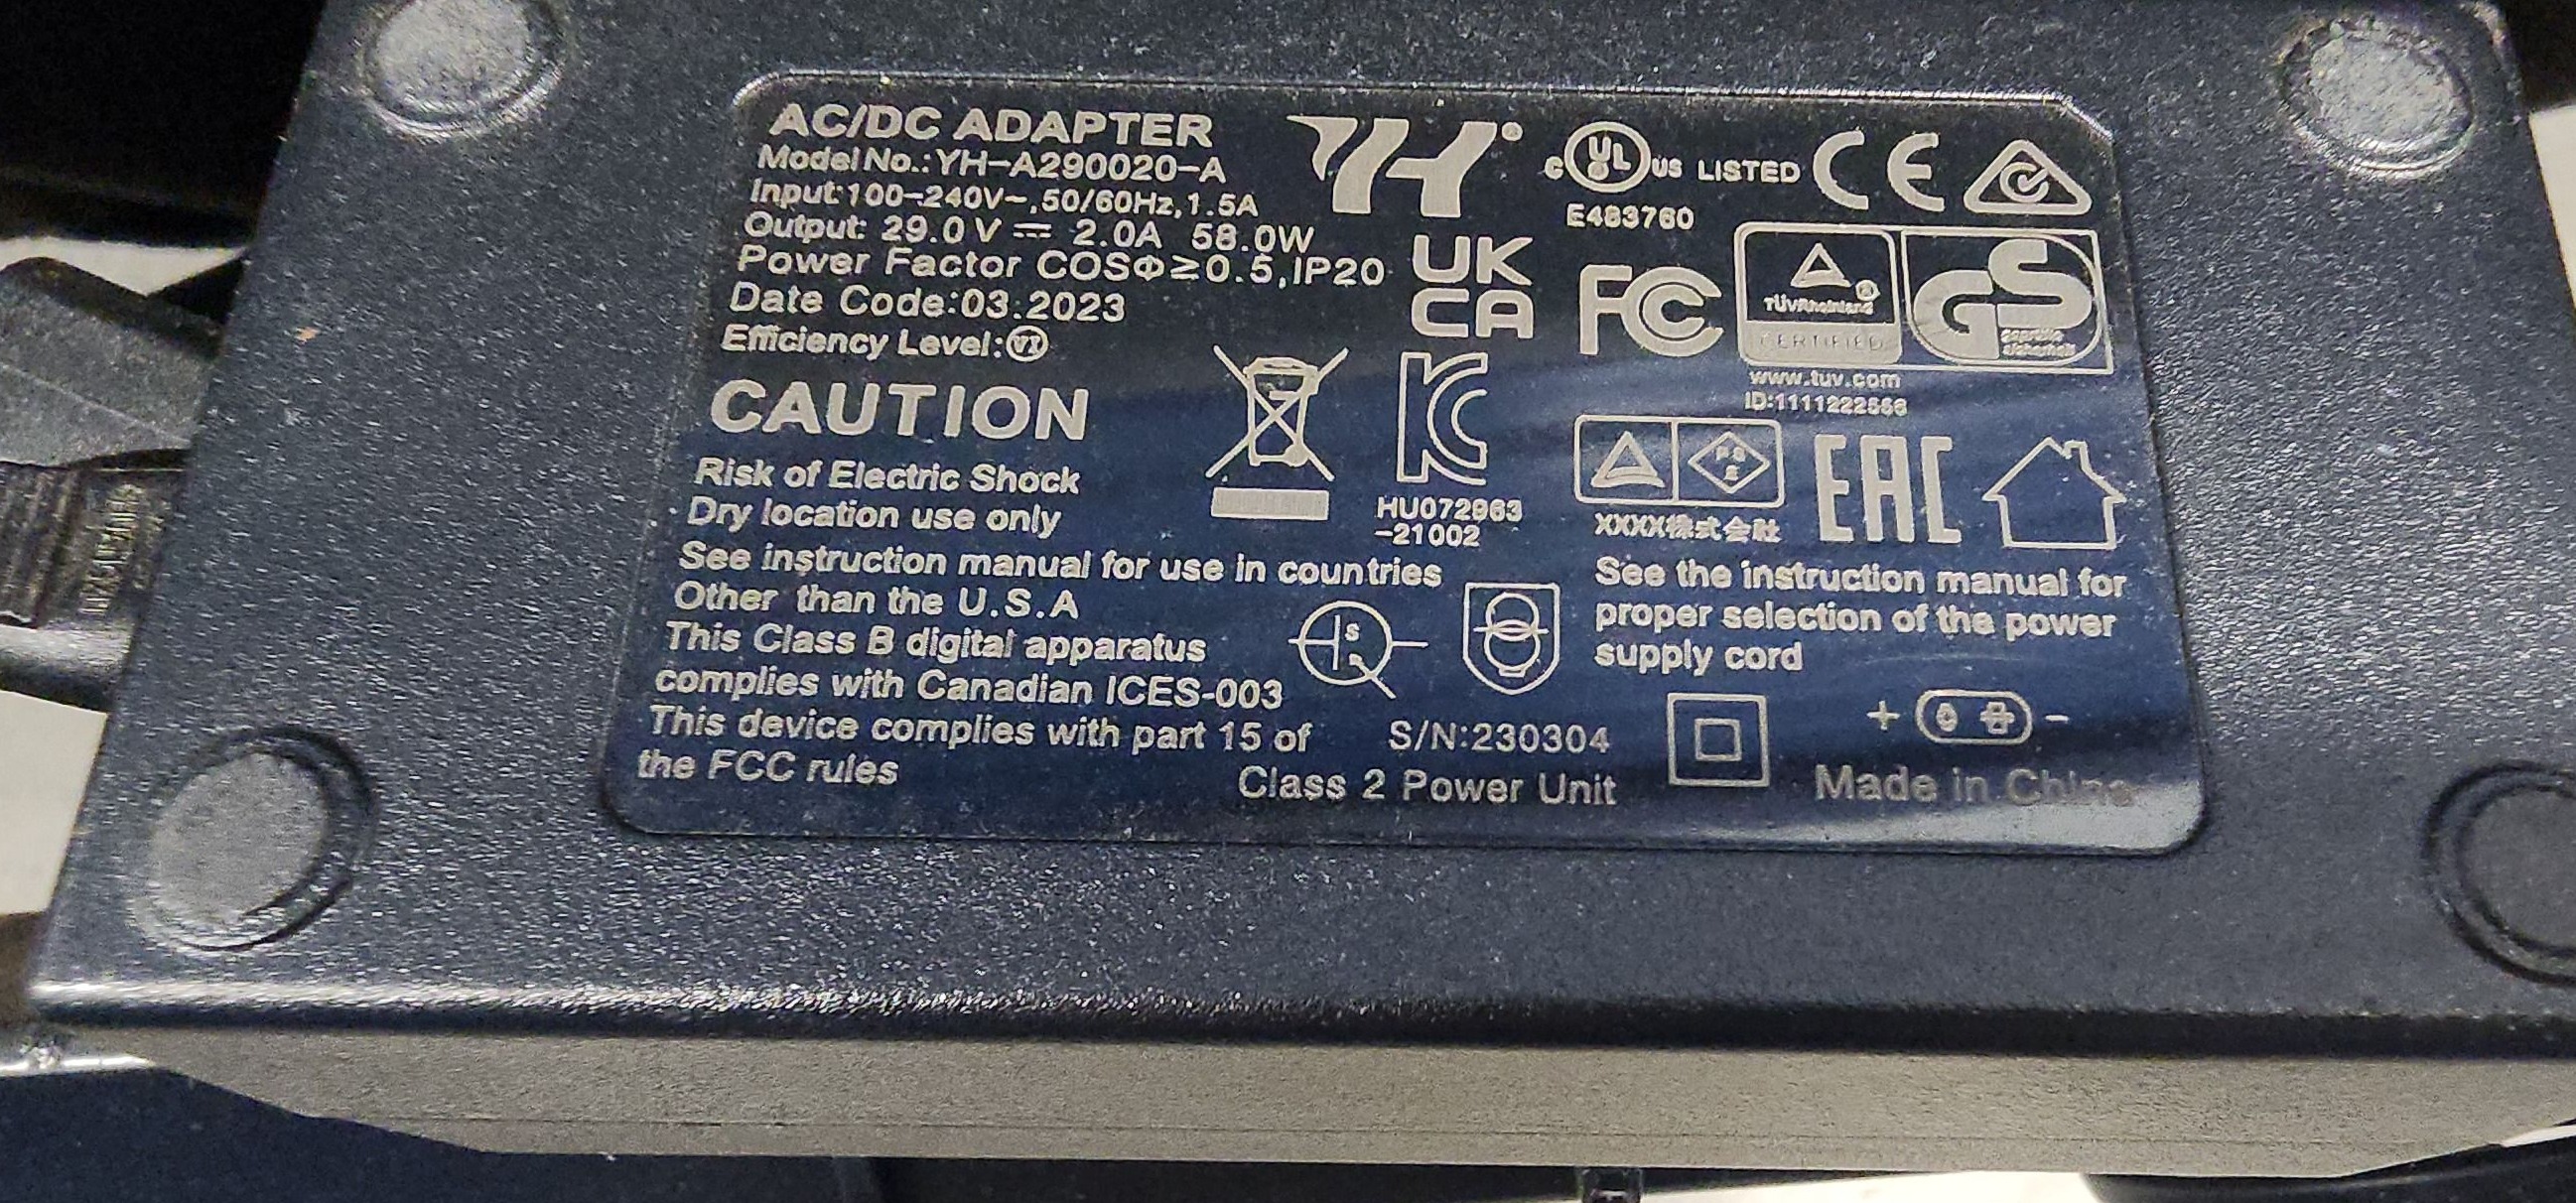 AC/DC ADAPTER
Model No.:YH-A290020-A
Input:100-240V~,50/60Hz,1.5A
Output: 29.0V ⎓ 2.0A 58.0W
Power Factor COSΦ≥0.5,IP20
Date Code:03.2023
Efficiency Level:VI
CAUTION
Risk of Electric Shock
Dry location use only
See instruction manual for use in countries
Other than the U.S.A
This Class B digital apparatus
complies with Canadian ICES-003
This device complies with part 15 of
the FCC rules
YH®
c UL us LISTED
E483760
CE
UK
CA
FC
TÜVRheinland
CERTIFIED
GS
www.tuv.com
KC
HU072963
-21002
PS
E
XXXX株式会社
EAC
See the instruction manual for
proper selection of the power
supply cord
S
S/N:230304
Class 2 Power Unit
+ -
Made in China